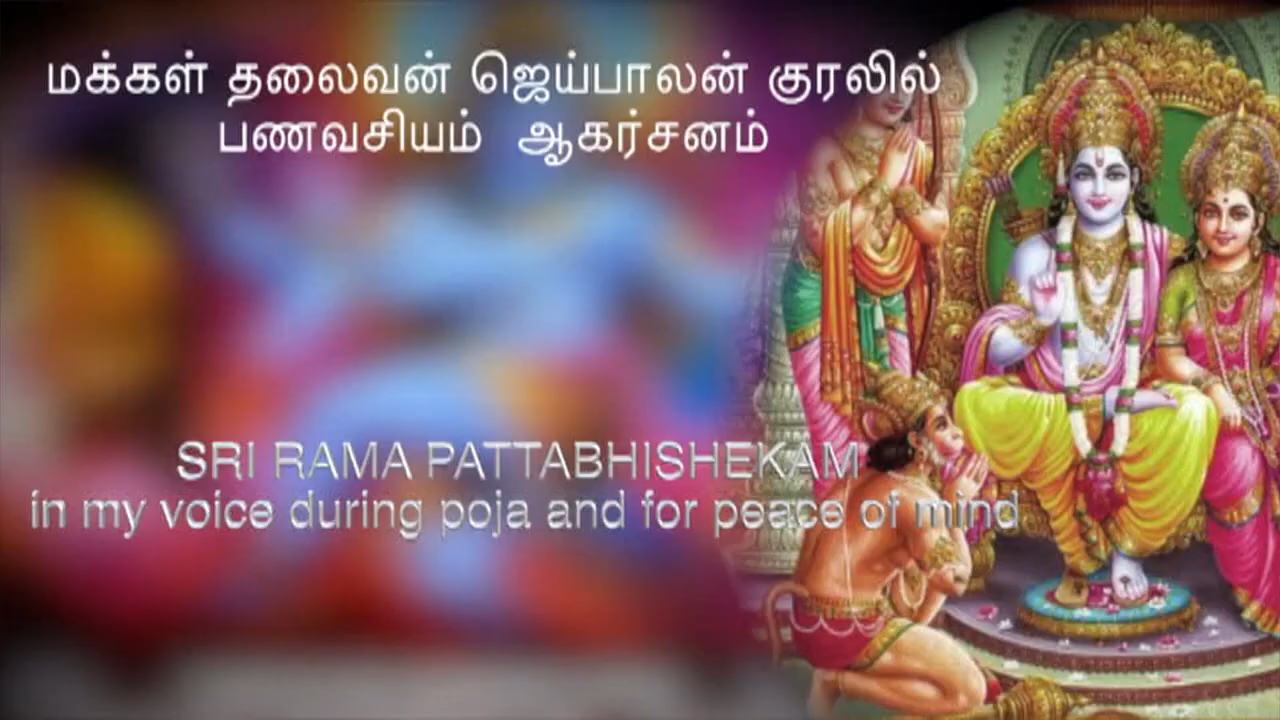 மக்கள் தலைவன் ஜெய்பாலன் குரலில்
பணவசியம் ஆகர்சனம்
SRI RAMA PATTABHISHEKAM
in my voice during poja and for peace of mind